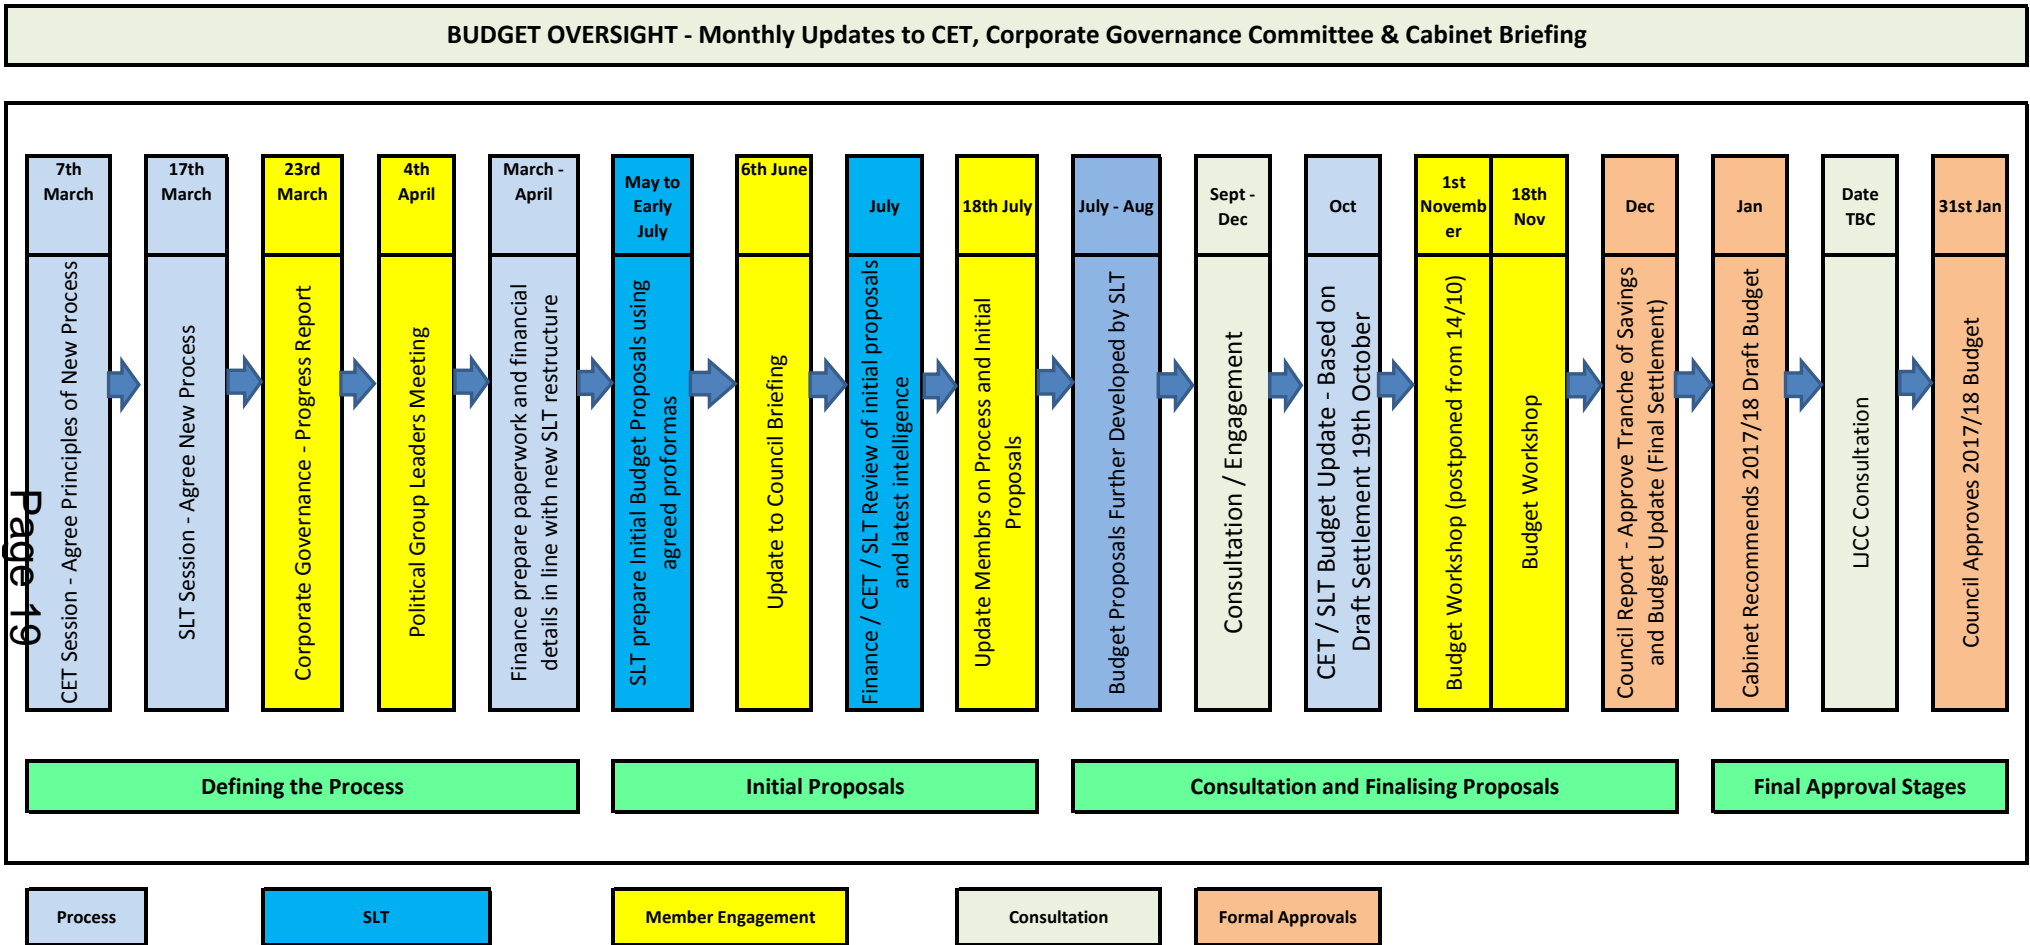 BUDGET OVERSIGHT - Monthly Updates to CET, Corporate Governance Committee & Cabinet Briefing
7th
March
CET Session - Agree Principles of New Process
17th
March
SLT Session - Agree New Process
23rd
March
Corporate Governance - Progress Report
4th
April
Political Group Leaders Meeting
March -
April
Finance prepare paperwork and financial
details in line with new SLT restructure
May to
Early
July
SLT prepare Initial Budget Proposals using
agreed proformas
6th June
Update to Council Briefing
July
Finance / CET / SLT Review of initial proposals
and latest intelligence
18th July
Update Membrs on Process and Initial
Proposals
July - Aug
Budget Proposals Further Developed by SLT
Sept -
Dec
Consultation / Engagement
Oct
CET / SLT Budget Update - Based on
Draft Settlement 19th October
1st
Novemb
er
Budget Workshop (postponed from 14/10)
18th
Nov
Budget Workshop
Dec
Council Report - Approve Tranche of Savings
and Budget Update (Final Settlement)
Jan
Cabinet Recommends 2017/18 Draft Budget
Date
TBC
LJCC Consultation
31st Jan
Council Approves 2017/18 Budget
Page 19
Defining the Process
Initial Proposals
Consultation and Finalising Proposals
Final Approval Stages
Process
SLT
Member Engagement
Consultation
Formal Approvals